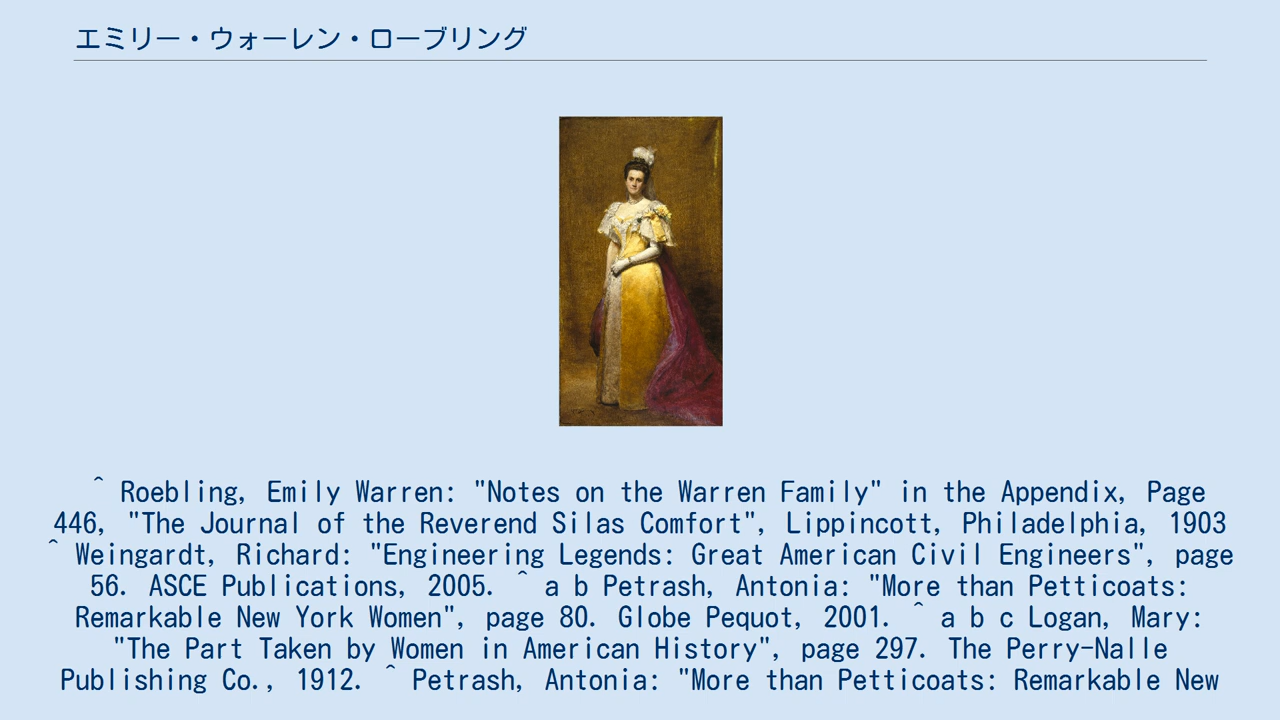 エミリー・ウォーレン・ローブリング
^ Roebling, Emily Warren: "Notes on the Warren Family" in the Appendix, Page
446, "The Journal of the Reverend Silas Comfort", Lippincott, Philadelphia, 1903
^ Weingardt, Richard: "Engineering Legends: Great American Civil Engineers", page
56. ASCE Publications, 2005. ^ a b Petrash, Antonia: "More than Petticoats:
Remarkable New York Women", page 80. Globe Pequot, 2001. ^ a b c Logan, Mary:
"The Part Taken by Women in American History", page 297. The Perry-Nalle
Publishing Co., 1912. ^ Petrash, Antonia: "More than Petticoats: Remarkable New